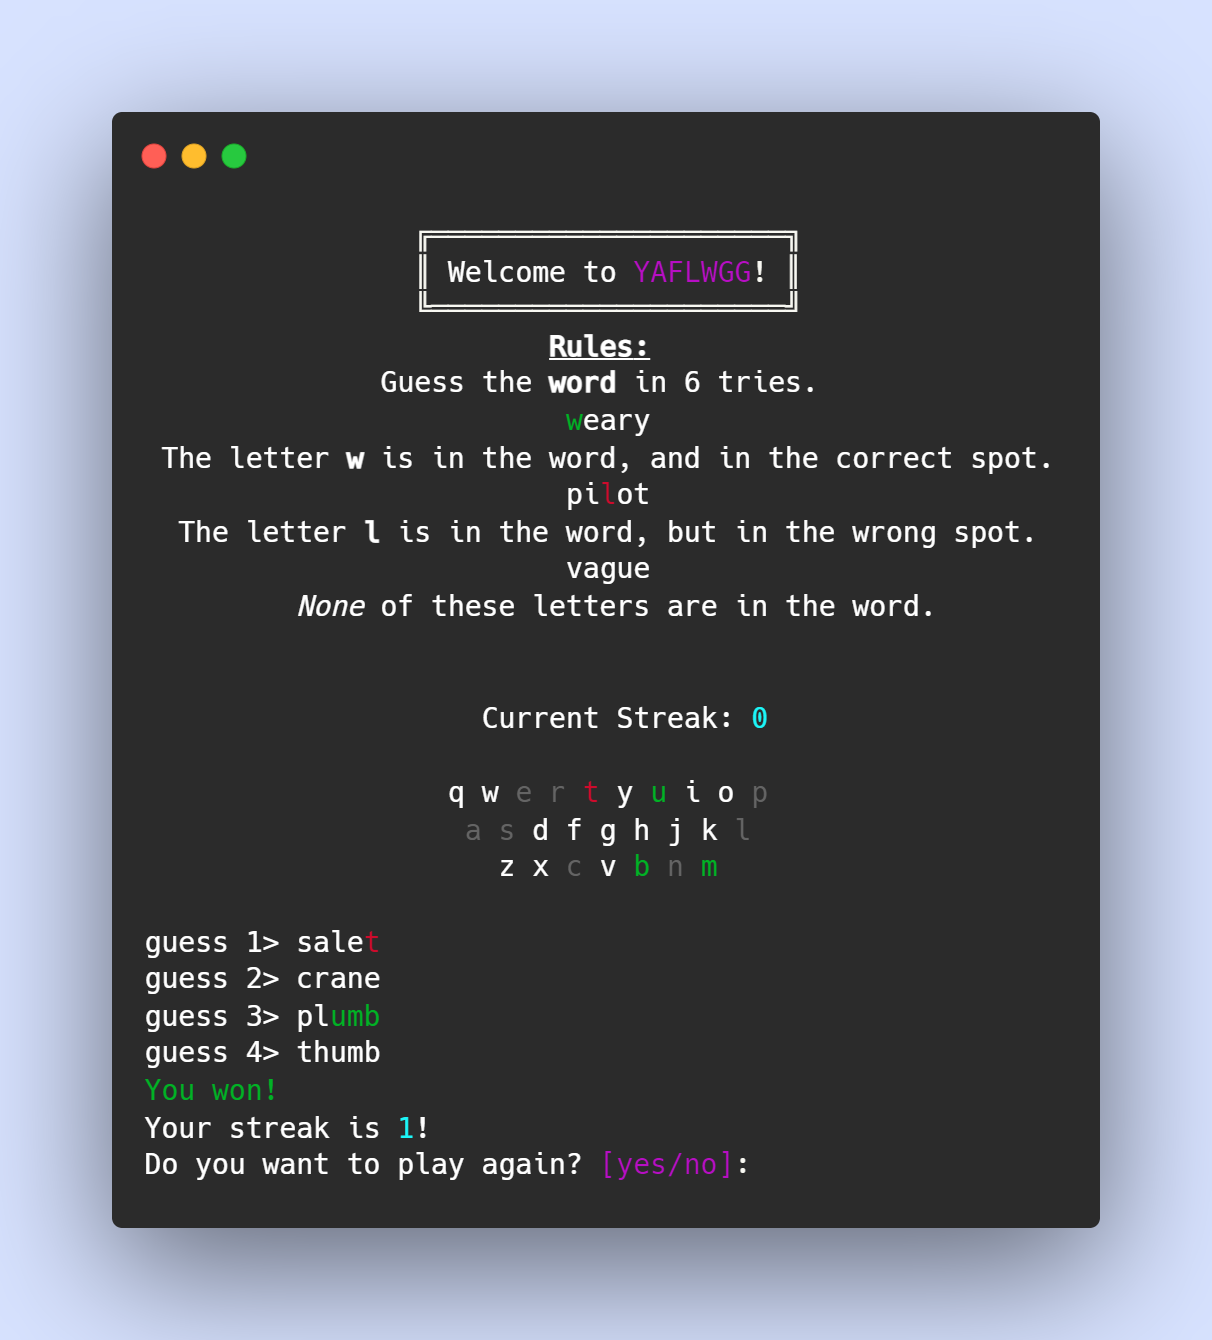 Welcome to YAFLWGG!
Rules:
Guess the word in 6 tries.
weary
The letter w is in the word, and in the correct spot.
pilot
The letter l is in the word, but in the wrong spot.
vague
None of these letters are in the word.
Current Streak: 0
q w e r t y u i o p
a s d f g h j k l
z x c v b n m
guess 1> salet
guess 2> crane
guess 3> plumb
guess 4> thumb
You won!
Your streak is 1!
Do you want to play again? [yes/no]: